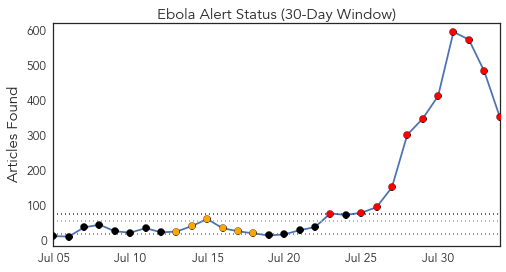 Ebola Alert Status (30-Day Window)
Articles Found
600
500
400
300
200
100
0
Jul 05
Jul 10
Jul 15
Jul 20
Jul 25
Jul 30